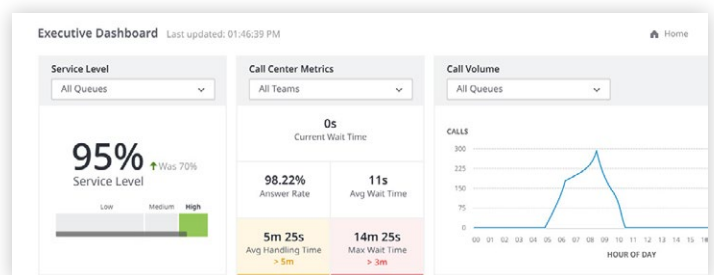 Executive Dashboard Last updated: 01:46:39 PM
Home
Service Level
All Queues
95%
Was 70%
Service Level
Low Medium High
Call Center Metrics
All Teams
0s
Current Wait Time
98.22%
Answer Rate
11s
Avg Wait Time
5m 25s
Avg Handling Time
> 5m
14m 25s
Max Wait Time
> 3m
Call Volume
All Queues
CALLS
300
225
150
75
0
00 01 02 03 04 05 06 07 08 09 10 11 12 13 14 15
HOUR OF DAY